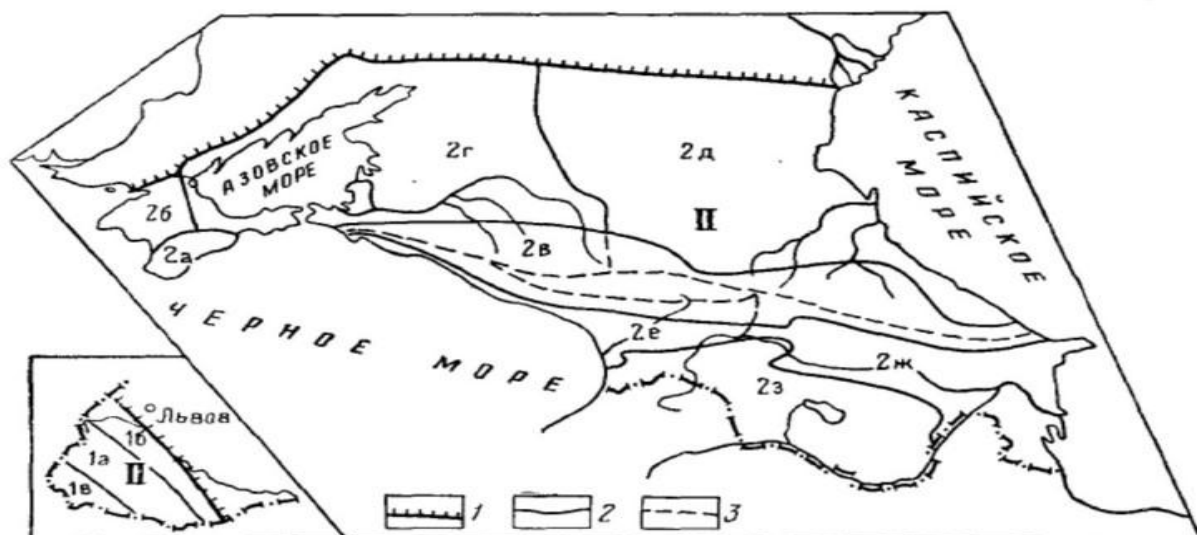 АЗОВСКОЕ
МОРЕ
КАСПИЙСКОЕ
МОРЕ
2г
2д
II
2б
2а
2в
ЧЕРНОЕ МОРЕ
2е
2ж
2з
Львов
1б
1а
II
1в
1
2
3